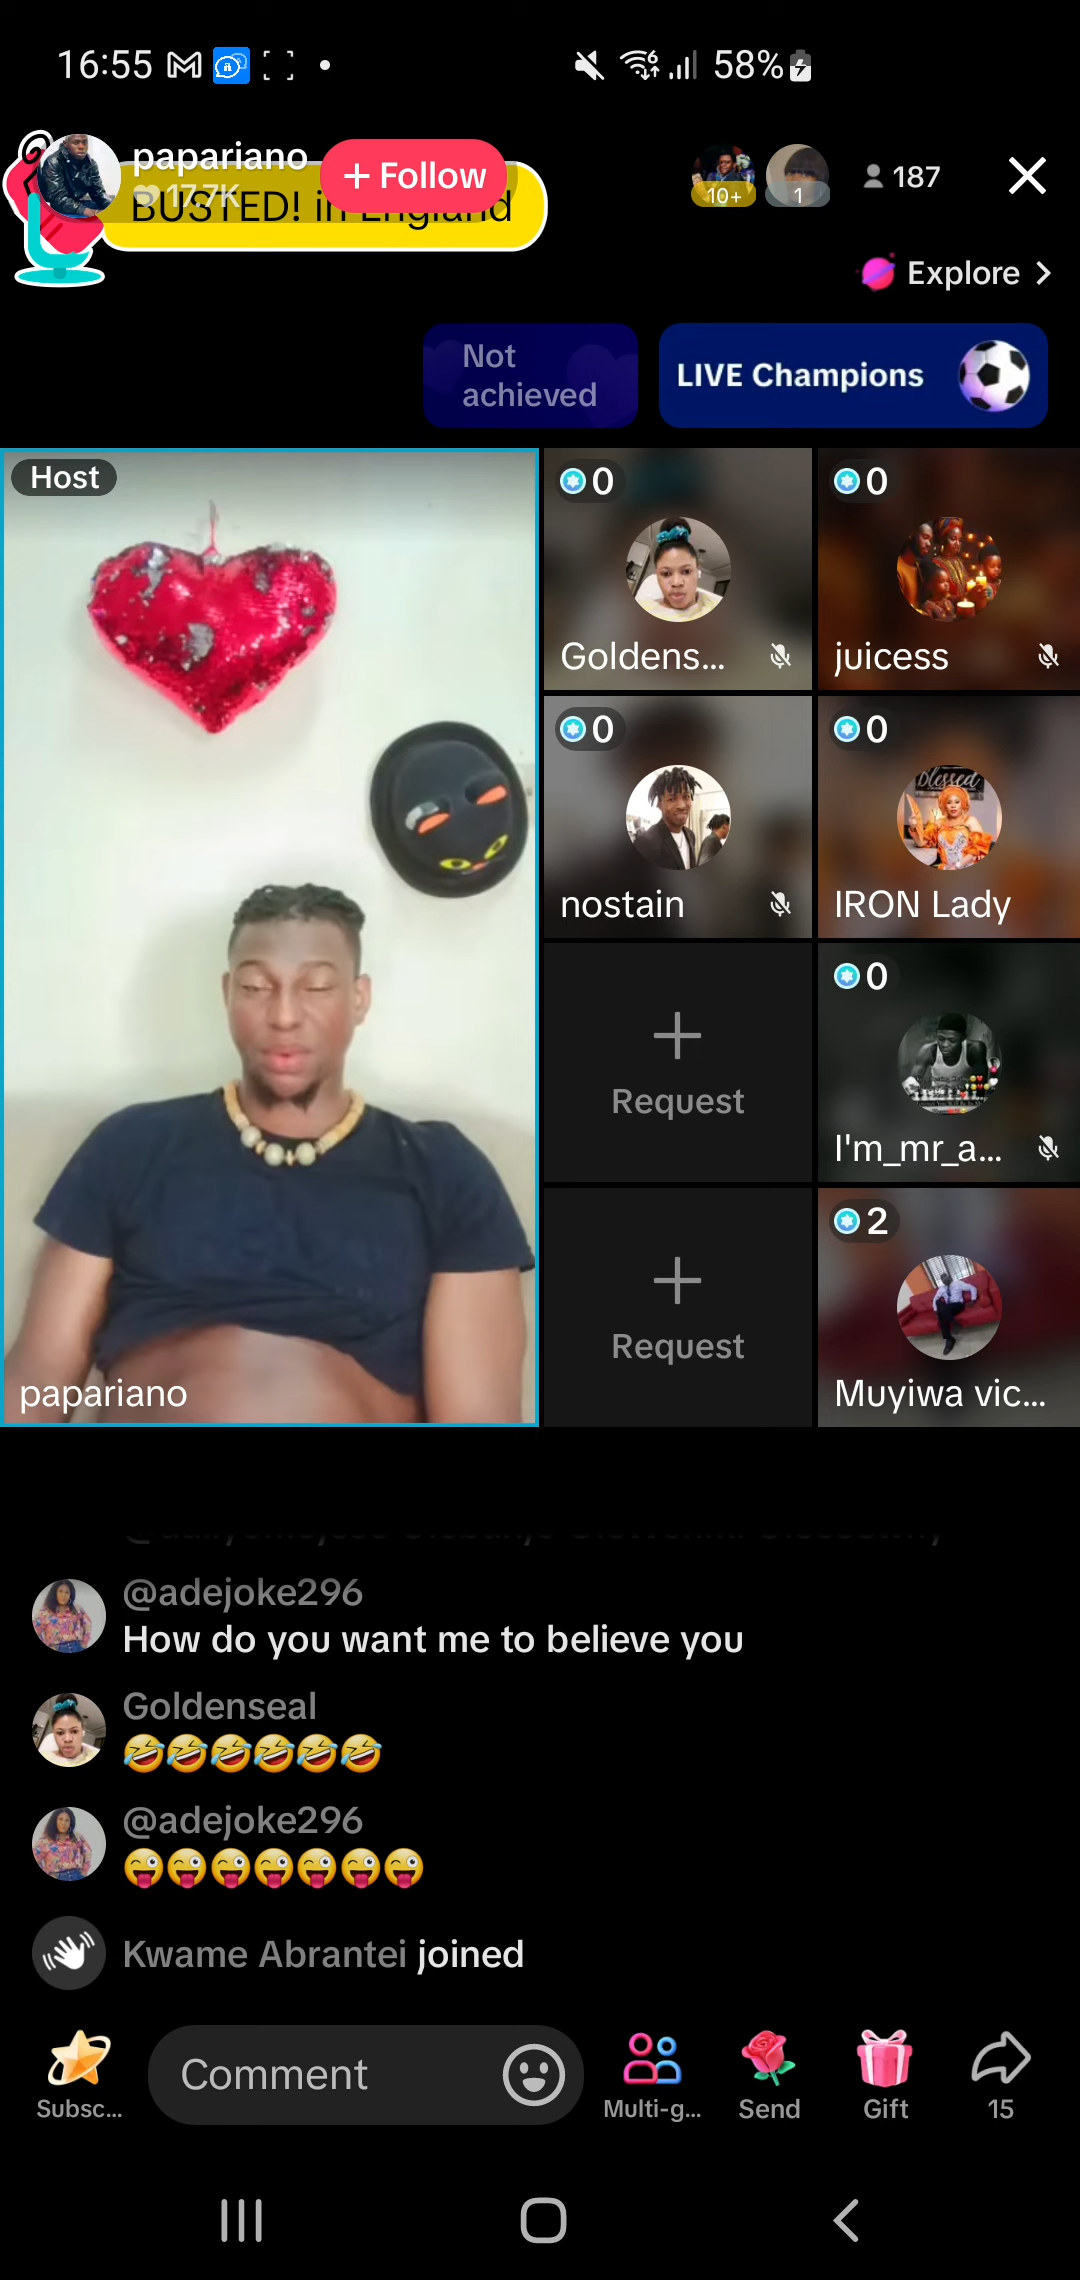 16:55
58%
papariano
17.7K
+ Follow
BUSTED! in England
10+
1
187
Explore
Not
achieved
LIVE Champions
Host
0
Goldens...
0
juicess
0
nostain
0
blessed
IRON Lady
Request
0
I'm_mr_a...
Request
2
Muyiwa vic...
papariano
@adejoke296
How do you want me to believe you
Goldenseal
🤣🤣🤣🤣🤣🤣
@adejoke296
😜😜😜😜😜😜😜
Kwame Abrantei joined
Comment
Subsc...
Multi-g...
Send
Gift
15